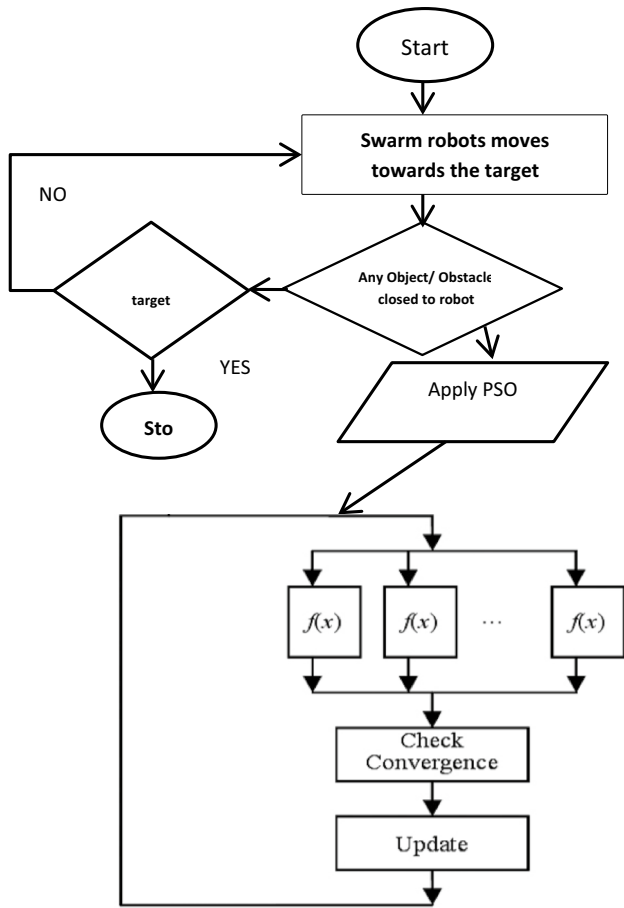 Start
Swarm robots moves
towards the target
NO
Any Object/ Obstacle
closed to robot
target
YES
Apply PSO
Sto
f(x) f(x) ... f(x)
Check
Convergence
Update